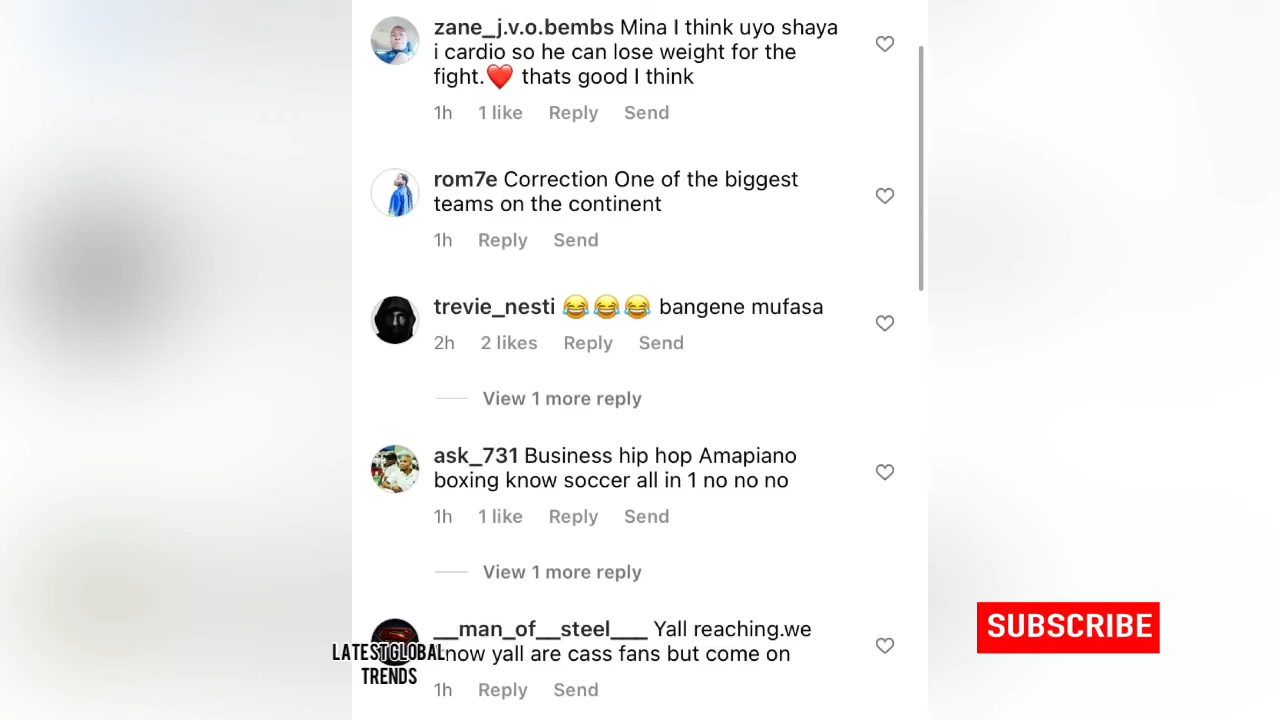 zane_j.v.o.bembs Mina I think uyo shaya
i cardio so he can lose weight for the
fight.❤️ thats good I think
1h 1 like Reply Send
rom7e Correction One of the biggest
teams on the continent
1h Reply Send
trevie_nesti 😂😂😂 bangene mufasa
2h 2 likes Reply Send
View 1 more reply
ask_731 Business hip hop Amapiano
boxing know soccer all in 1 no no no
1h 1 like Reply Send
View 1 more reply
__man_of__steel___ Yall reaching.we
know yall are cass fans but come on
1h Reply Send
LATEST GLOBAL
TRENDS
SUBSCRIBE